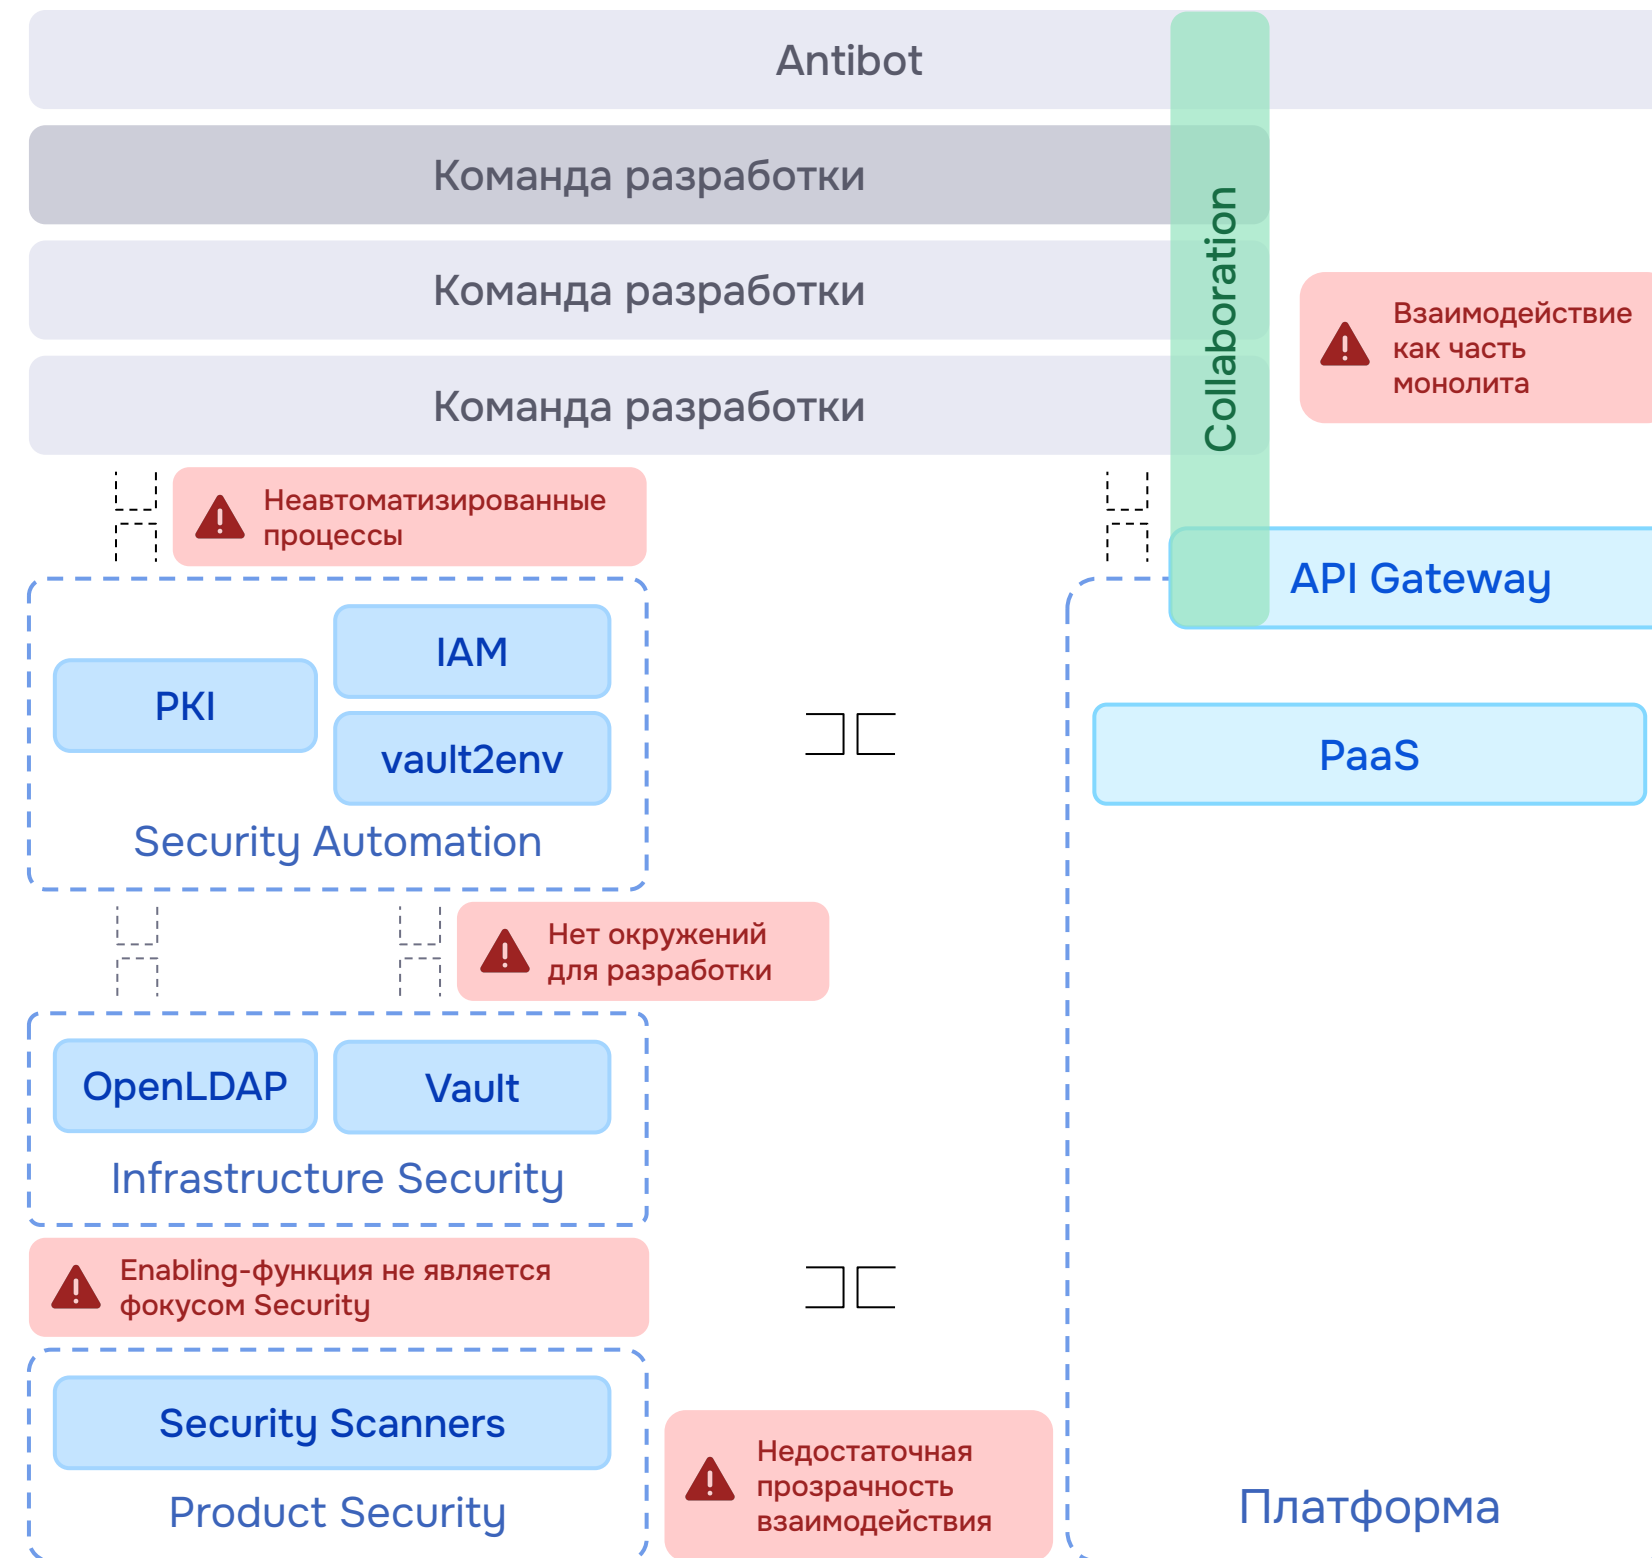 Antibot
Команда разработки
Команда разработки
Команда разработки
Collaboration
Взаимодействие
как часть
монолита
Неавтоматизированные
процессы
API Gateway
IAM
PKI
vault2env
Security Automation
PaaS
Нет окружений
для разработки
OpenLDAP
Vault
Infrastructure Security
Enabling-функция не является
фокусом Security
Security Scanners
Product Security
Недостаточная
прозрачность
взаимодействия
Платформа